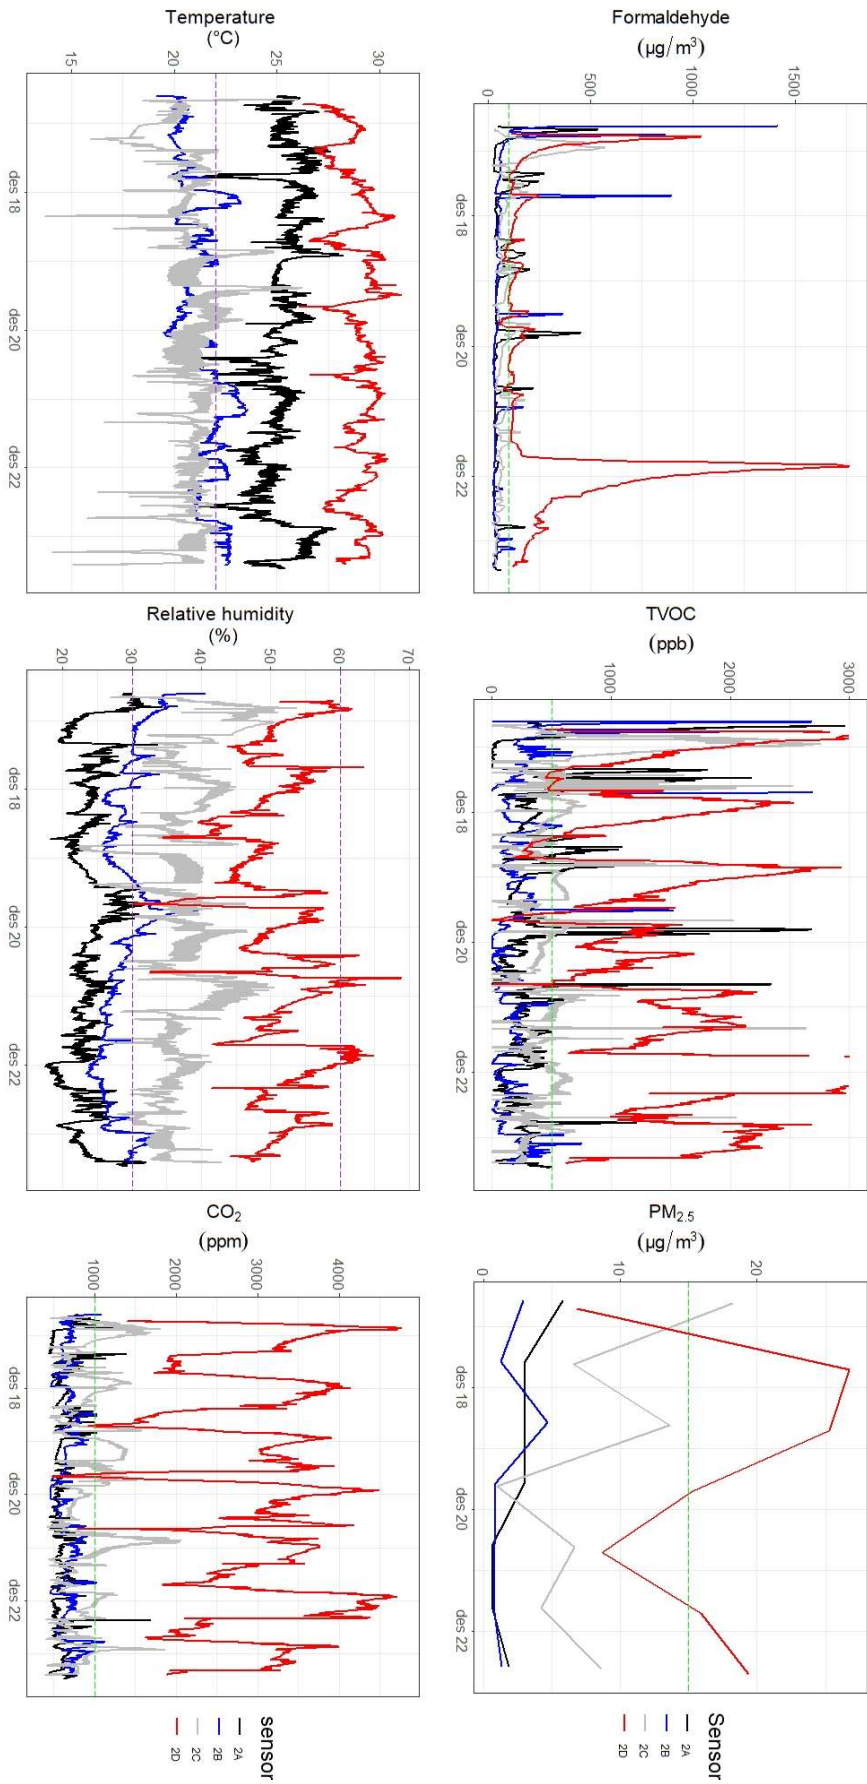 Temperature
(°C)
15
20
25
30
des 18
des 20
des 22
Formaldehyde
(µg/m³)
0
500
1000
1500
des 18
des 20
des 22
Relative humidity
(%)
20
30
40
50
60
70
des 18
des 20
des 22
TVOC
(ppb)
0
1000
2000
3000
des 18
des 20
des 22
CO₂
(ppm)
1000
2000
3000
4000
des 18
des 20
des 22
sensor
2A
2B
2C
2D
PM₂.₅
(µg/m³)
0
10
20
des 18
des 20
des 22
Sensor
2A
2B
2C
2D